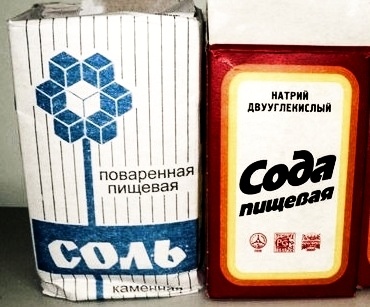 поваренная
пищевая
СОЛЬ
каменная
НАТРИЙ
ДВУУГЛЕКИСЛЫЙ
Сода
пищевая